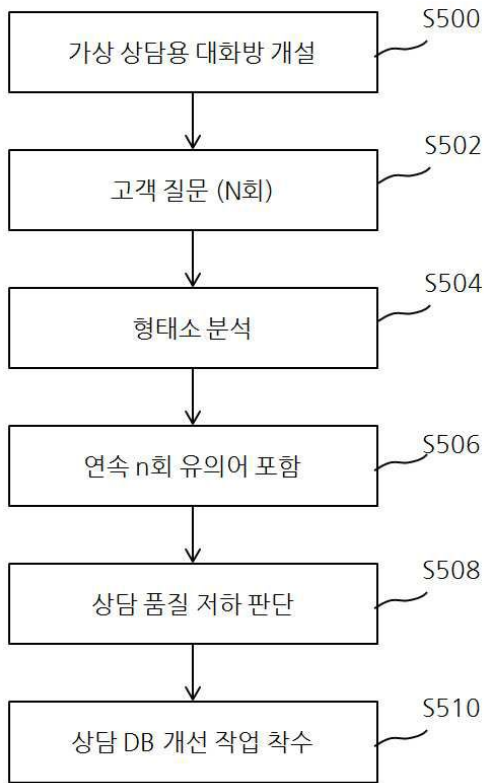 S500
가상 상담용 대화방 개설
S502
고객 질문 (N회)
S504
형태소 분석
S506
연속 n회 유의어 포함
S508
상담 품질 저하 판단
S510
상담 DB 개선 작업 착수